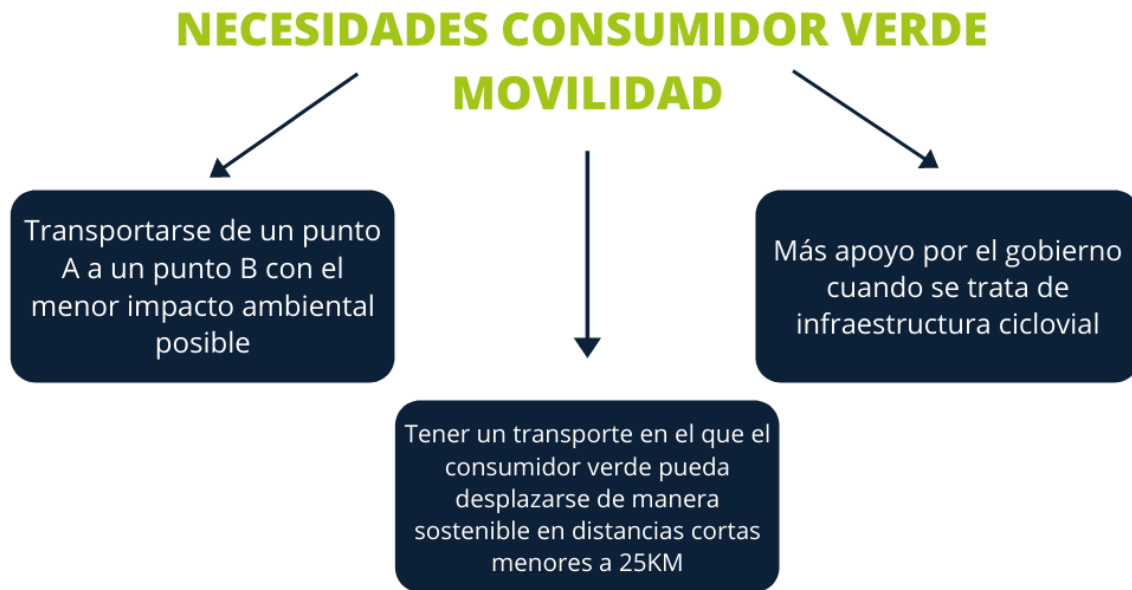 NECESIDADES CONSUMIDOR VERDE
MOVILIDAD
Transportarse de un punto
A a un punto B con el
menor impacto ambiental
posible
Tener un transporte en el que el
consumidor verde pueda
desplazarse de manera
sostenible en distancias cortas
menores a 25KM
Más apoyo por el gobierno
cuando se trata de
infraestructura ciclovial